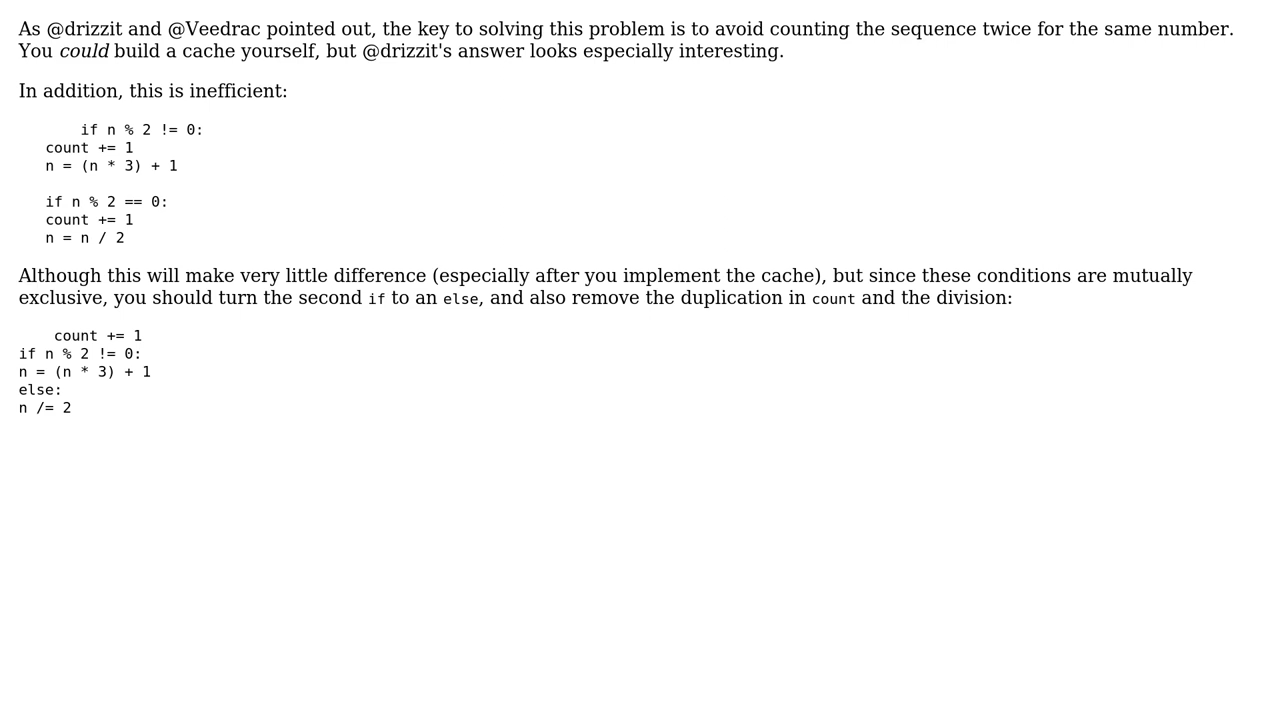 As @drizzit and @Veedrac pointed out, the key to solving this problem is to avoid counting the sequence twice for the same number.
You could build a cache yourself, but @drizzit's answer looks especially interesting.
In addition, this is inefficient:
if n % 2 != 0:
count += 1
n = (n * 3) + 1
if n % 2 == 0:
count += 1
n = n / 2
Although this will make very little difference (especially after you implement the cache), but since these conditions are mutually
exclusive, you should turn the second if to an else, and also remove the duplication in count and the division:
count += 1
if n % 2 != 0:
n = (n * 3) + 1
else:
n /= 2